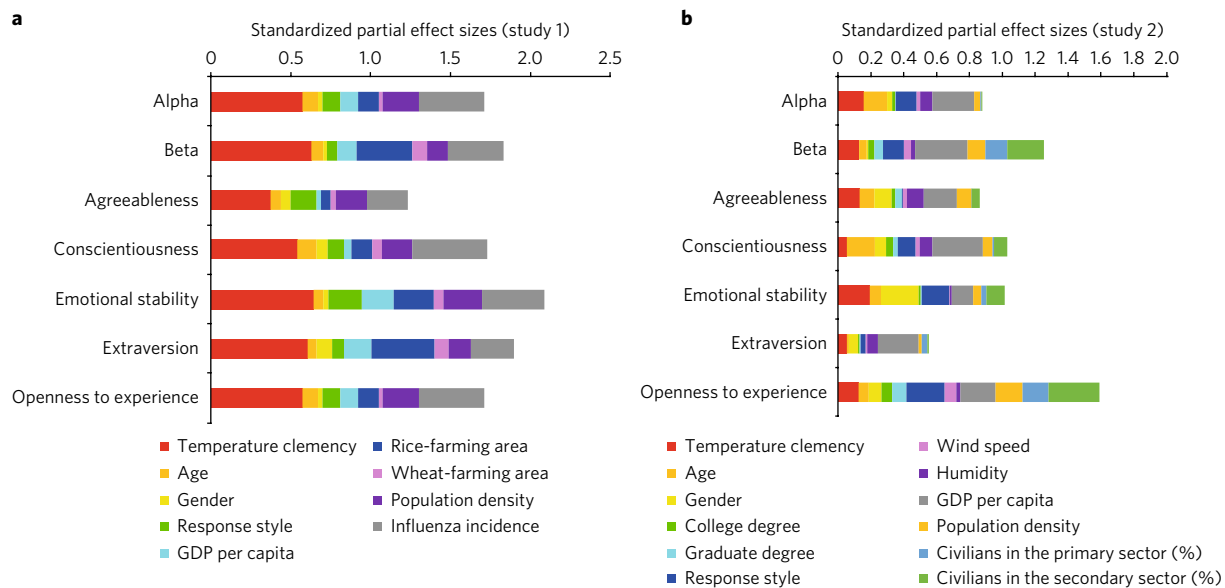 a
Standardized partial effect sizes (study 1)
0 0.5 1.0 1.5 2.0 2.5
Alpha
Beta
Agreeableness
Conscientiousness
Emotional stability
Extraversion
Openness to experience
Temperature clemency
Age
Gender
Response style
GDP per capita
Rice-farming area
Wheat-farming area
Population density
Influenza incidence
b
Standardized partial effect sizes (study 2)
0 0.2 0.4 0.6 0.8 1.0 1.2 1.4 1.6 1.8 2.0
Alpha
Beta
Agreeableness
Conscientiousness
Emotional stability
Extraversion
Openness to experience
Temperature clemency
Age
Gender
College degree
Graduate degree
Response style
Wind speed
Humidity
GDP per capita
Population density
Civilians in the primary sector (%)
Civilians in the secondary sector (%)